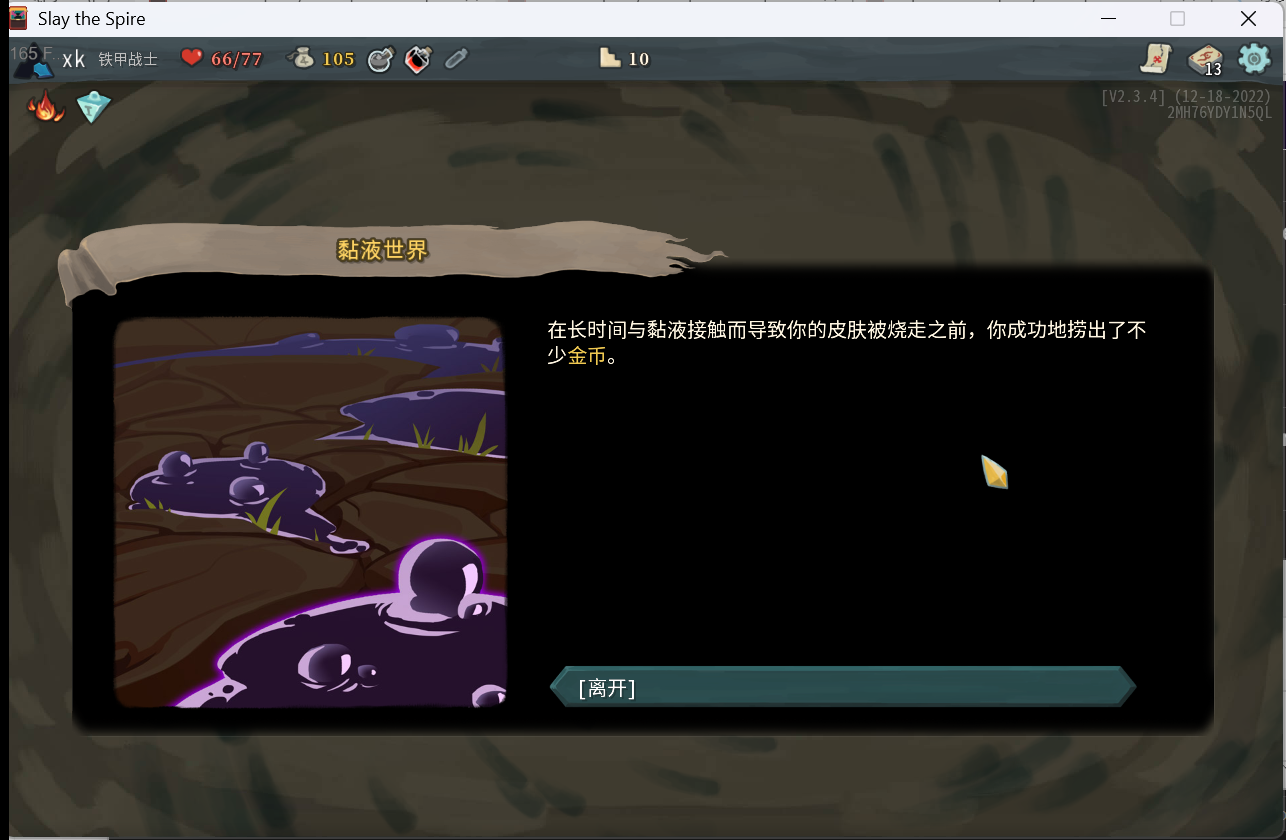 Slay the Spire
165 F...
xk 铁甲战士 66/77 105 10 13
[V2.3.4] (12-18-2022)
2MH76YDY1N5QL
黏液世界
在长时间与黏液接触而导致你的皮肤被烧走之前，你成功地捞出了不
少金币。
[离开]